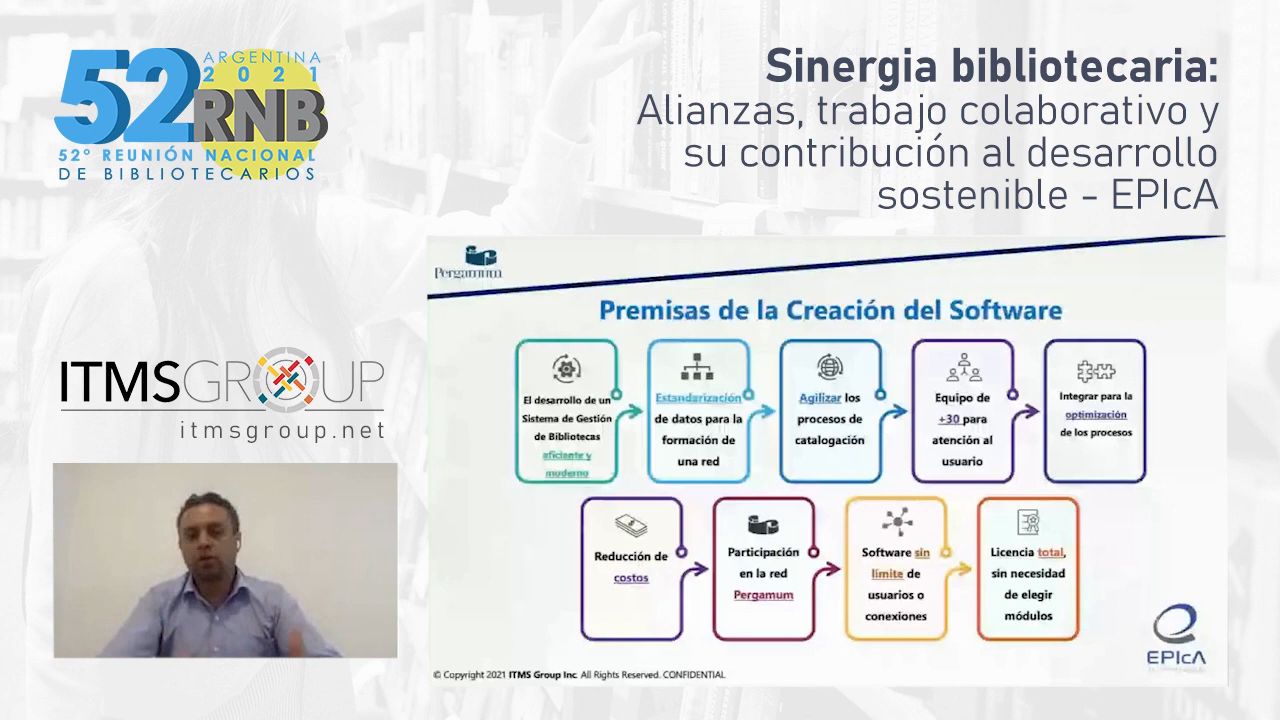 ARGENTINA
2021
52RNB
52º REUNIÓN NACIONAL
DE BIBLIOTECARIOS
Sinergia bibliotecaria:
Alianzas, trabajo colaborativo y
su contribución al desarrollo
sostenible - EPIcA
ITMSGROUP
itmsgroup.net
Pergamum
Premisas de la Creación del Software
El desarrollo de un
Sistema de Gestión
de Bibliotecas
eficiente y
moderno
Estandarización
de datos para la
formación de
una red
Agilizar los
procesos de
catalogación
Equipo de
+30 para
atención al
usuario
Integrar para la
optimización
de los procesos
Reducción de
costos
Participación
en la red
Pergamum
Software sin
límite de
usuarios o
conexiones
Licencia total,
sin necesidad
de elegir
módulos
EPIcA
© Copyright 2021 ITMS Group Inc. All Rights Reserved. CONFIDENTIAL